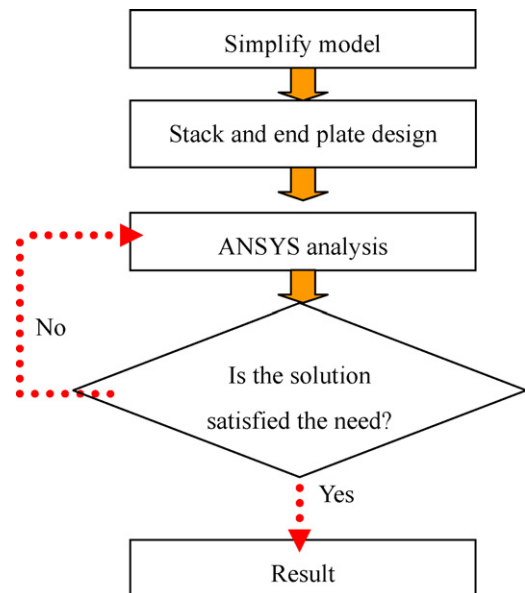 Simplify model
Stack and end plate design
ANSYS analysis
No
Is the solution
satisfied the need?
Yes
Result